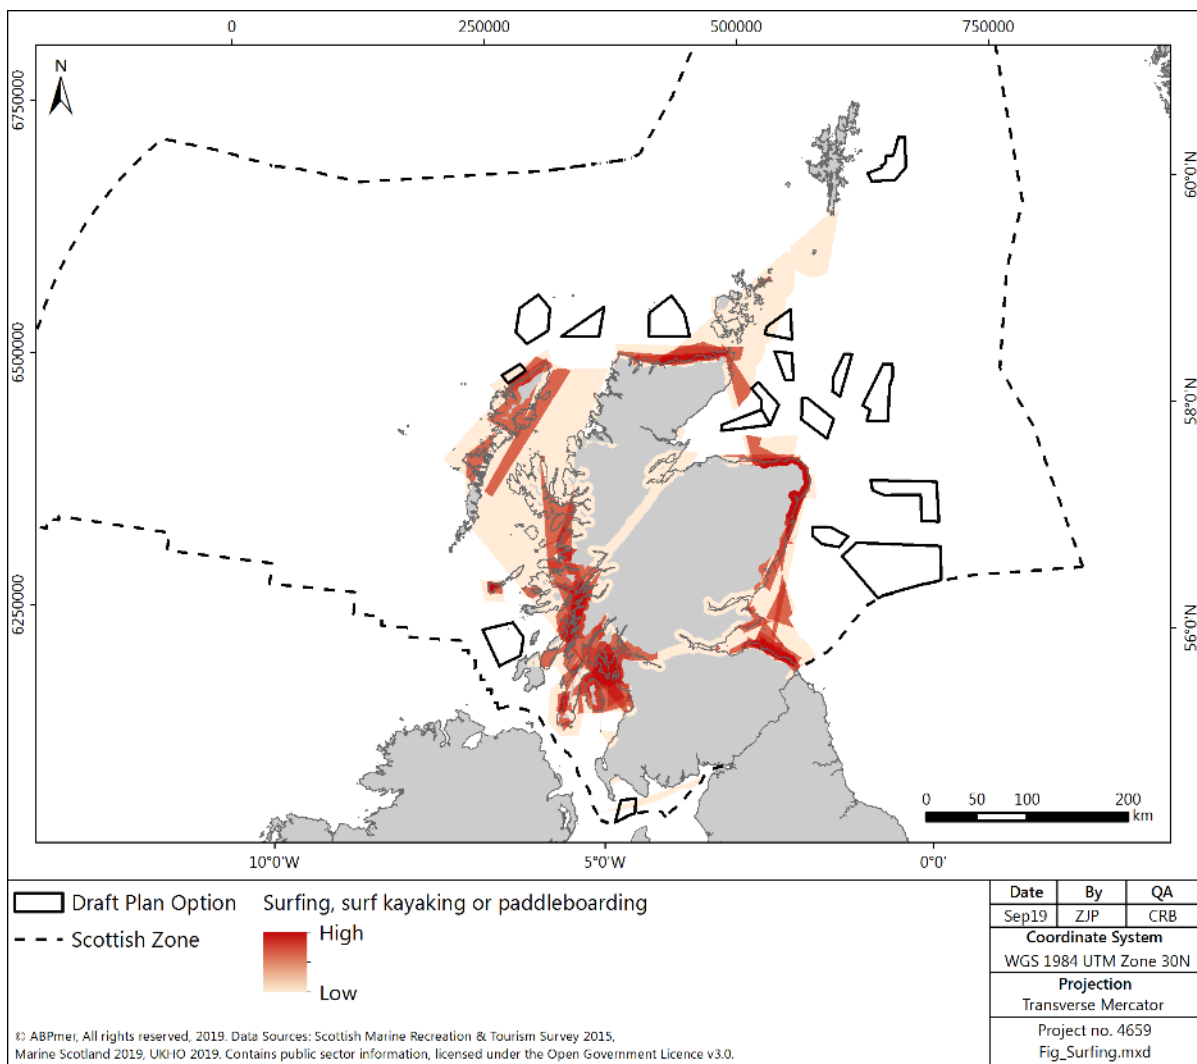 0 250000 500000 750000
N
6750000
6500000
6250000
60°0'N
58°0'N
56°0'N
0 50 100 200
km
10°0'W 5°0'W 0°0'
Draft Plan Option
Scottish Zone
Surfing, surf kayaking or paddleboarding
High
Low
Date By QA
Sep19 ZJP CRB
Coordinate System
WGS 1984 UTM Zone 30N
Projection
Transverse Mercator
Project no. 4659
Fig_Surfing.mxd
© ABPmer, All rights reserved, 2019. Data Sources: Scottish Marine Recreation & Tourism Survey 2015,
Marine Scotland 2019, UKHO 2019. Contains public sector information, licensed under the Open Government Licence v3.0.